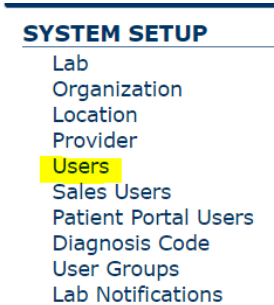 SYSTEM SETUP
Lab
Organization
Location
Provider
Users
Sales Users
Patient Portal Users
Diagnosis Code
User Groups
Lab Notifications